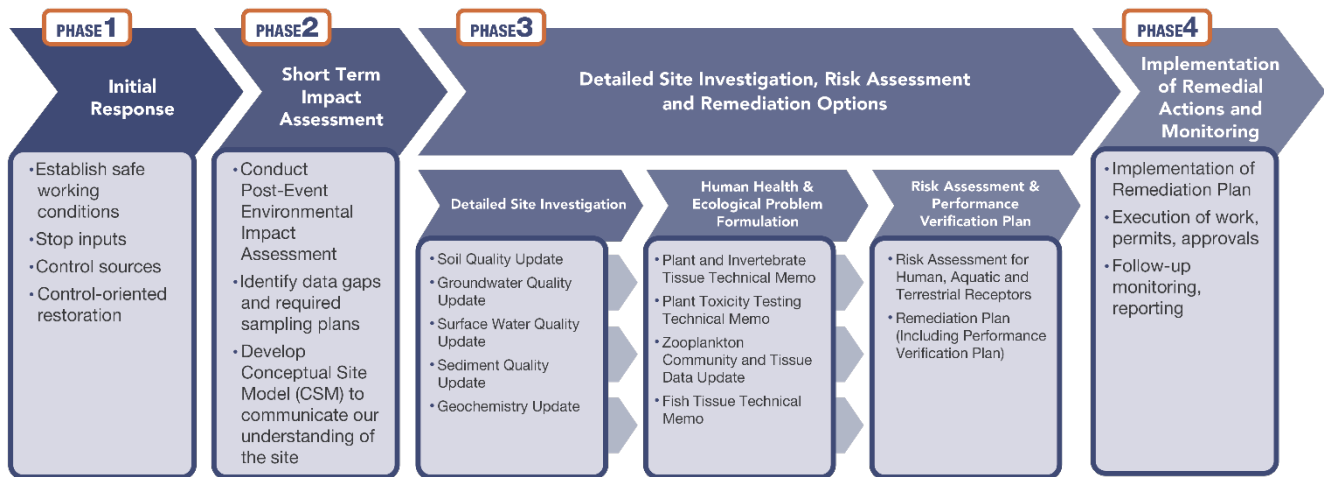 PHASE1
Initial
Response
•Establish safe
working
conditions
•Stop inputs
•Control sources
•Control-oriented
restoration
PHASE2
Short Term
Impact
Assessment
•Conduct
Post-Event
Environmental
Impact
Assessment
•Identify data gaps
and required
sampling plans
•Develop
Conceptual Site
Model (CSM) to
communicate our
understanding of
the site
PHASE3
Detailed Site Investigation, Risk Assessment
and Remediation Options
Detailed Site Investigation
•Soil Quality Update
•Groundwater Quality
Update
•Surface Water Quality
Update
•Sediment Quality
Update
•Geochemistry Update
Human Health &
Ecological Problem
Formulation
•Plant and Invertebrate
Tissue Technical Memo
•Plant Toxicity Testing
Technical Memo
•Zooplankton
Community and Tissue
Data Update
•Fish Tissue Technical
Memo
Risk Assessment &
Performance
Verification Plan
•Risk Assessment for
Human, Aquatic and
Terrestrial Receptors
•Remediation Plan
(Including Performance
Verification Plan)
PHASE4
Implementation
of Remedial
Actions and
Monitoring
•Implementation of
Remediation Plan
•Execution of work,
permits, approvals
•Follow-up
monitoring,
reporting